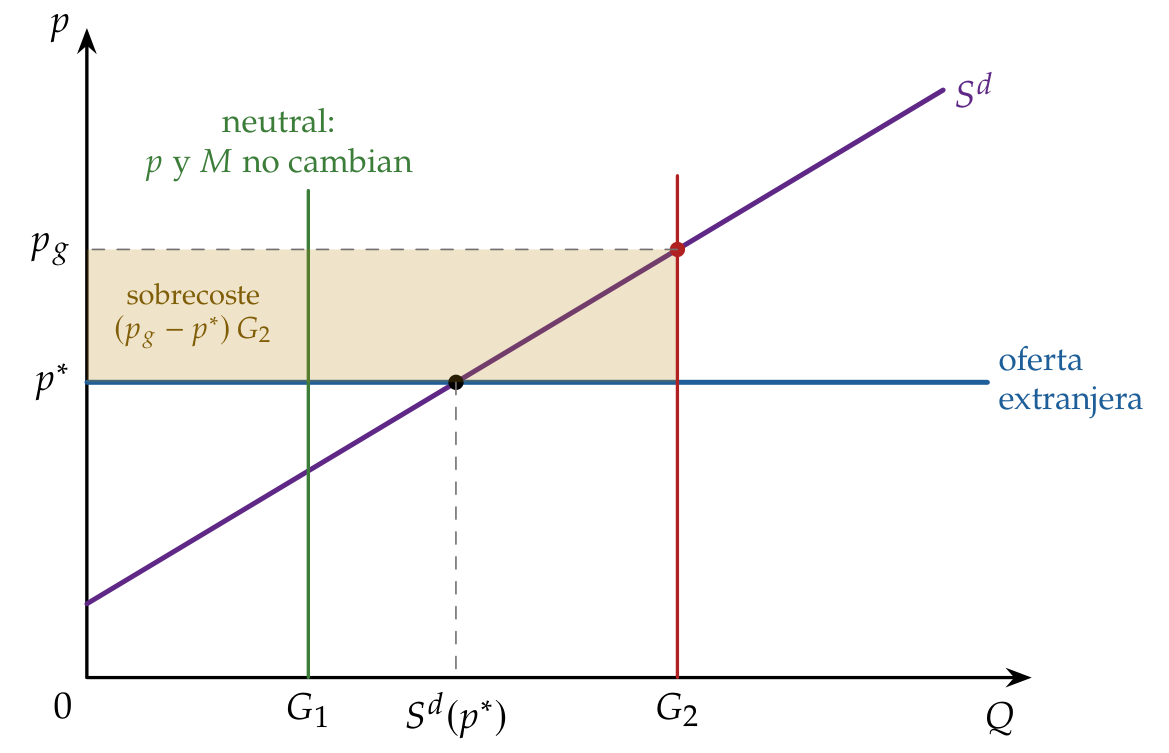 p
S^d
neutral:
p y M no cambian
p_g
sobrecoste
(p_g − p*) G_2
p*
oferta
extranjera
0
G_1
S^d(p*)
G_2
Q